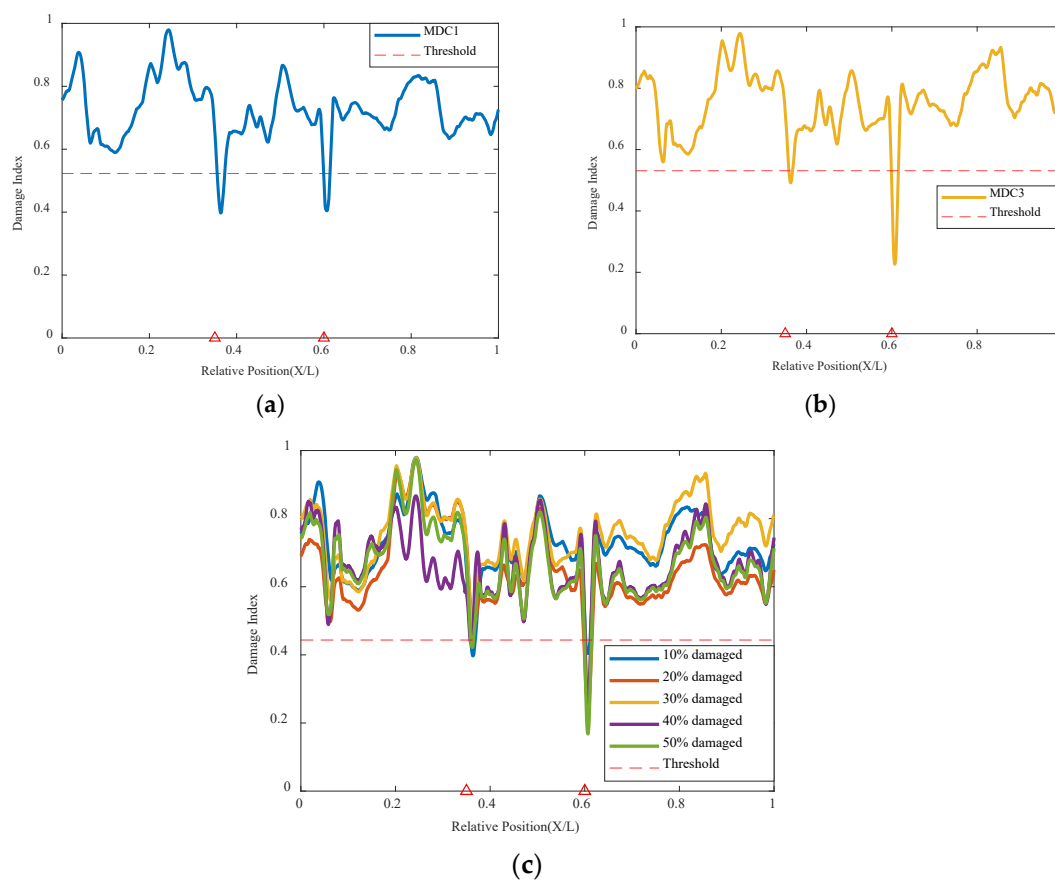 1
0.8
0.6
0.4
0.2
0
Damage Index
0 0.2 0.4 0.6 0.8 1
Relative Position(X/L)
MDC1
Threshold
(a)
1
0.8
0.6
0.4
0.2
0
Damage Index
0 0.2 0.4 0.6 0.8
Relative Position(X/L)
MDC3
Threshold
(b)
1
0.8
0.6
0.4
0.2
0
Damage Index
0 0.2 0.4 0.6 0.8 1
Relative Position(X/L)
10% damaged
20% damaged
30% damaged
40% damaged
50% damaged
Threshold
(c)